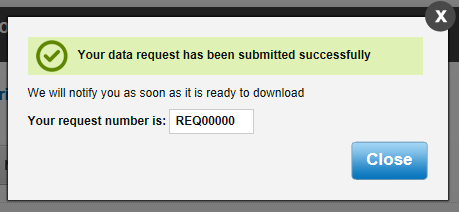 X
Your data request has been submitted successfully
We will notify you as soon as it is ready to download
Your request number is: REQ00000
Close